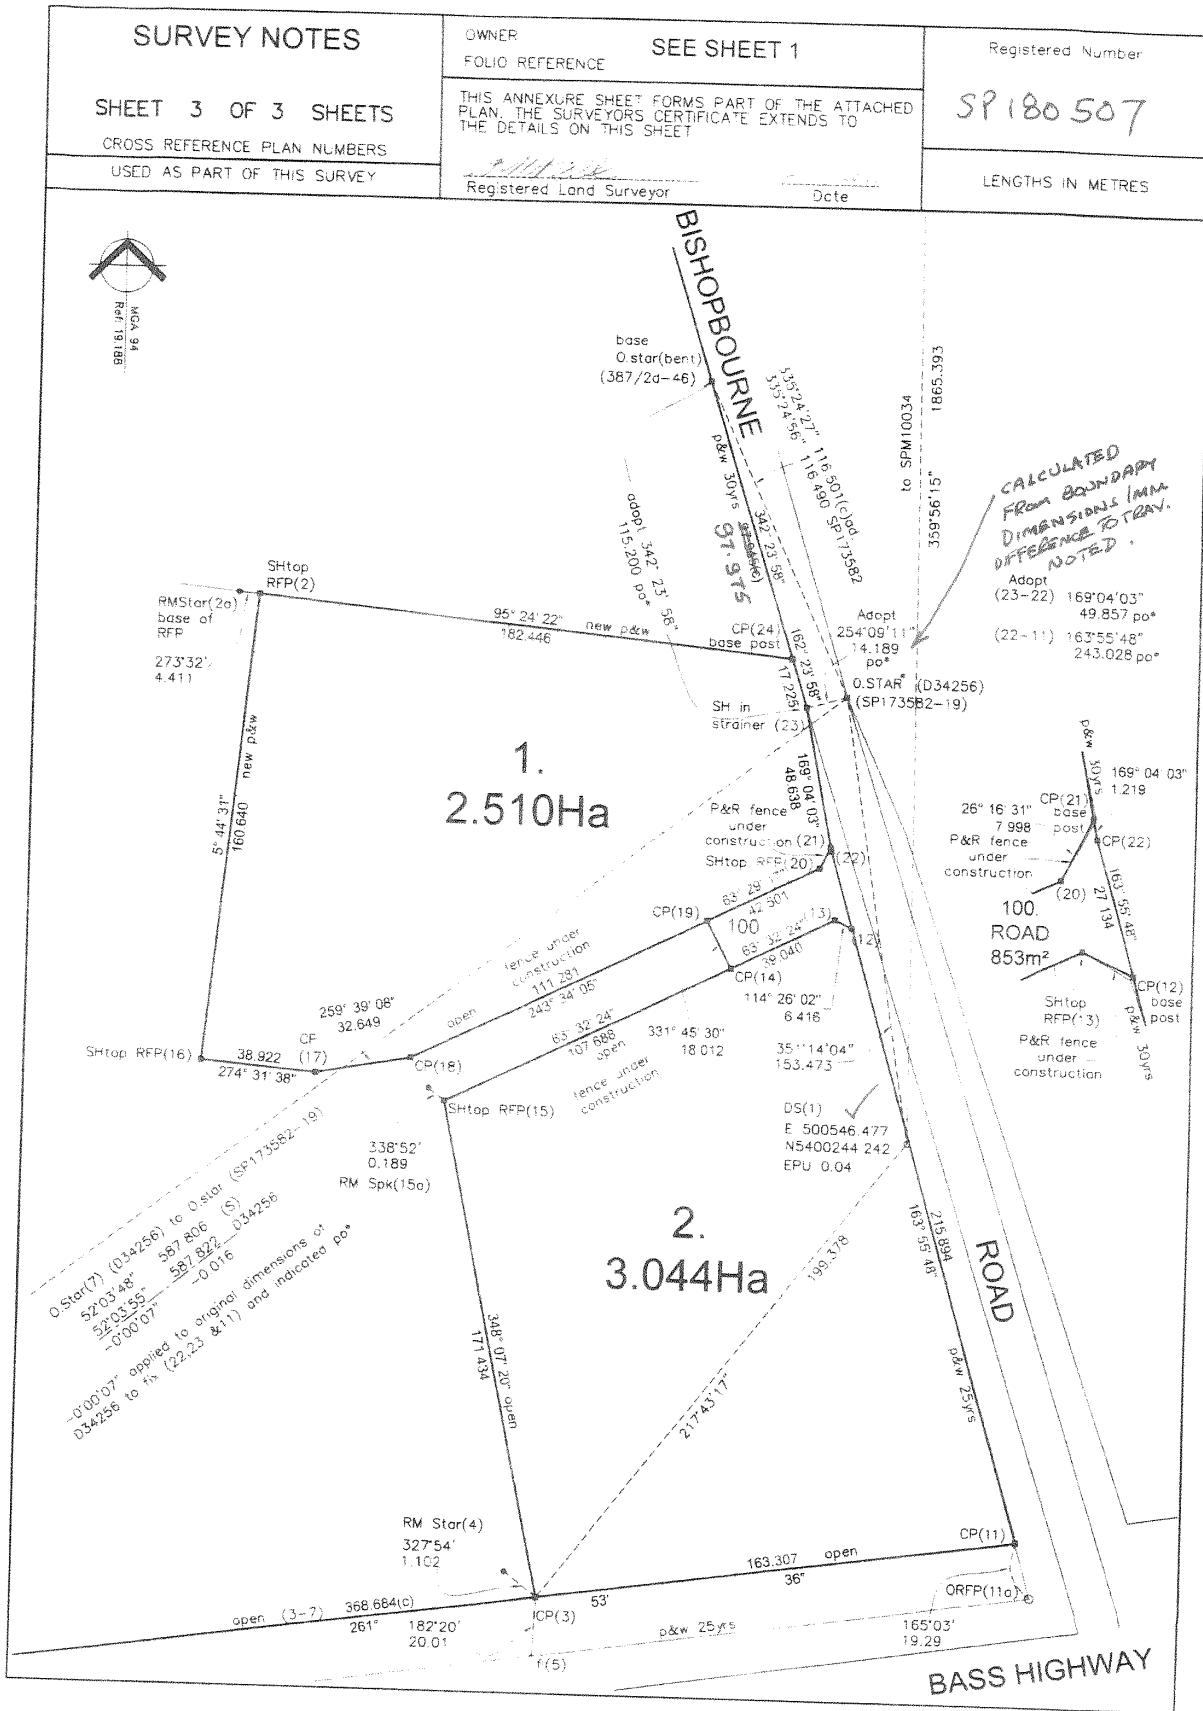 SURVEY NOTES
SHEET 3 OF 3 SHEETS
CROSS REFERENCE PLAN NUMBERS
USED AS PART OF THIS SURVEY
OWNER
FOLIO REFERENCE
SEE SHEET 1
THIS ANNEXURE SHEET FORMS PART OF THE ATTACHED
PLAN. THE SURVEYORS CERTIFICATE EXTENDS TO
THE DETAILS ON THIS SHEET
Registered Land Surveyor
Date
Registered Number
SP180507
LENGTHS IN METRES
MGA 94
Ref: 19.188
BISHOPBOURNE
base
O.star(bent)
(387/2d-46)
335°24'27" 116.501(c)ad.
335°24'56" 116.490 SP173582
to SPM10034
1865.393
359°56'15"
CALCULATED
FROM BOUNDARY
DIMENSIONS 1MM
DIFFERENCE TO TRAV.
NOTED.
p&w 30yrs
97.975
342° 23' 58"
adopt 342° 23' 58"
115.200 po*
SHtop
RFP(2)
RMStar(2a)
base of
RFP
273°32'
4.411
95° 24' 22"
182.446
new p&w
CP(24)
base post
162° 23' 58"
17.225
Adopt
254°09'11"
14.189
po*
O.STAR* (D34256)
(SP173582-19)
Adopt
(23-22) 169°04'03"
49.857 po*
(22-11) 163°55'48"
243.028 po*
SH in
strainer (23)
5° 44' 31"
160.640
new p&w
1.
2.510Ha
169° 04' 03"
48.638
P&R fence
under
construction (21)
SHtop RFP(20)
(22)
p&w 30yrs
169° 04' 03"
1.219
CP(21)
base
post
26° 16' 31"
7.998
P&R fence
under
construction
CP(22)
(20)
163° 55' 48"
27.134
100.
ROAD
853m²
CP(12)
base
post
SHtop
RFP(13)
P&R fence
under
construction
p&w 30yrs
63° 29' 17"
42.501
CP(19)
100
(13)
(12)
63° 32' 24"
39.040
CP(14)
114° 26' 02"
6.416
fence under
construction
111.281
243° 34' 05"
open
259° 39' 08"
32.649
CP
(17)
SHtop RFP(16)
38.922
274° 31' 38"
CP(18)
63° 32' 24"
107.688
open
331° 45' 30"
18.012
351°14'04"
153.473
fence under
construction
SHtop RFP(15)
338°52'
0.189
RM Spk(15a)
DS(1)
E 500546.477
N5400244.242
EPU 0.04
O.Star(7) (D34256) to O.star (SP173582-19)
52°03'48" 587.806 (S)
52°03'55" 587.822 D34256
-0°00'07" -0.016
-0°00'07" applied to original dimensions of
D34256 to fix (22,23 &11) and indicated po*
2.
3.044Ha
215.894
163° 55' 48"
ROAD
199.378
217°43'17"
348° 07' 20" open
171.434
p&w 25yrs
RM Star(4)
327°54'
1.102
CP(11)
163.307 open
36"
53'
ORFP(11a)
open (3-7) 368.684(c)
261°
CP(3)
182°20'
20.01
p&w 25yrs
165°03'
19.29
f(5)
BASS HIGHWAY